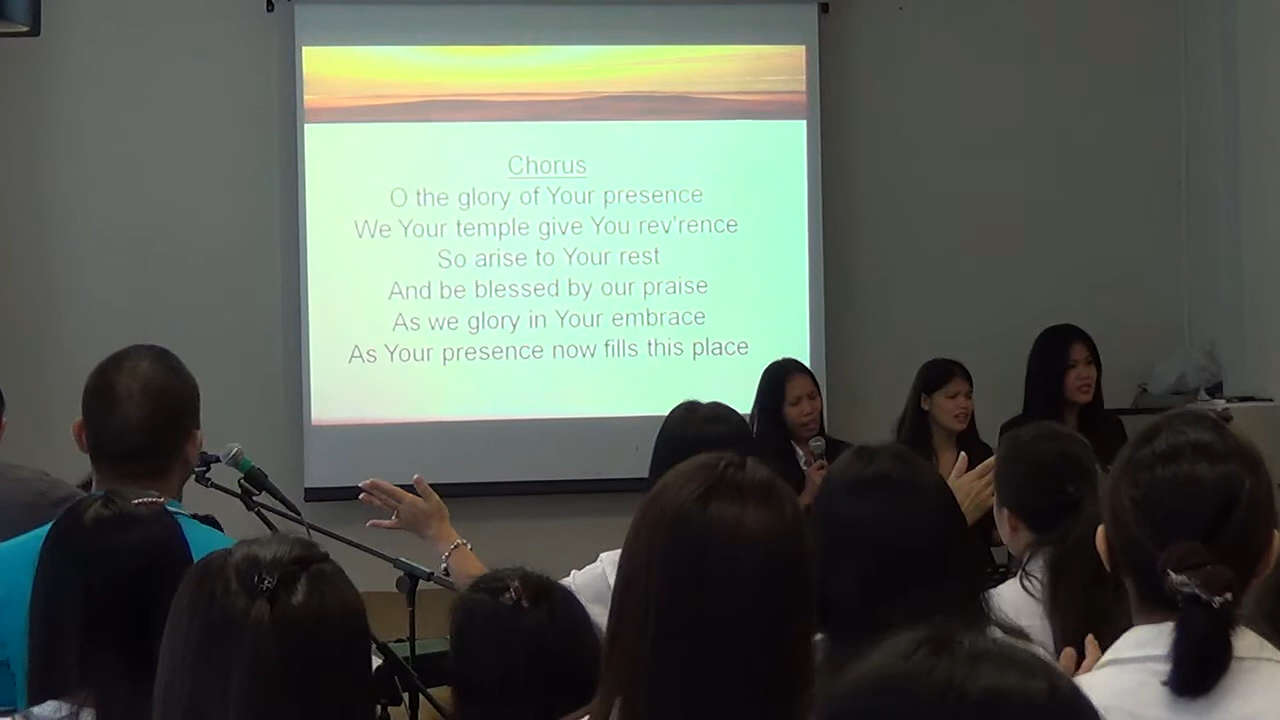 Chorus
O the glory of Your presence
We Your temple give You rev'rence
So arise to Your rest
And be blessed by our praise
As we glory in Your embrace
As Your presence now fills this place